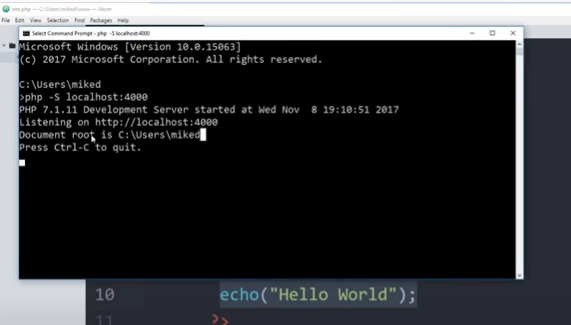 site.php — C:\Users\miked\www — Atom
File Edit View Selection Find Packages Help
Select Command Prompt - php -S localhost:4000
Microsoft Windows [Version 10.0.15063]
(c) 2017 Microsoft Corporation. All rights reserved.
C:\Users\miked
>php -S localhost:4000
PHP 7.1.11 Development Server started at Wed Nov  8 19:10:51 2017
Listening on http://localhost:4000
Document root is C:\Users\miked
Press Ctrl-C to quit.
10 echo("Hello World");
11 ?>